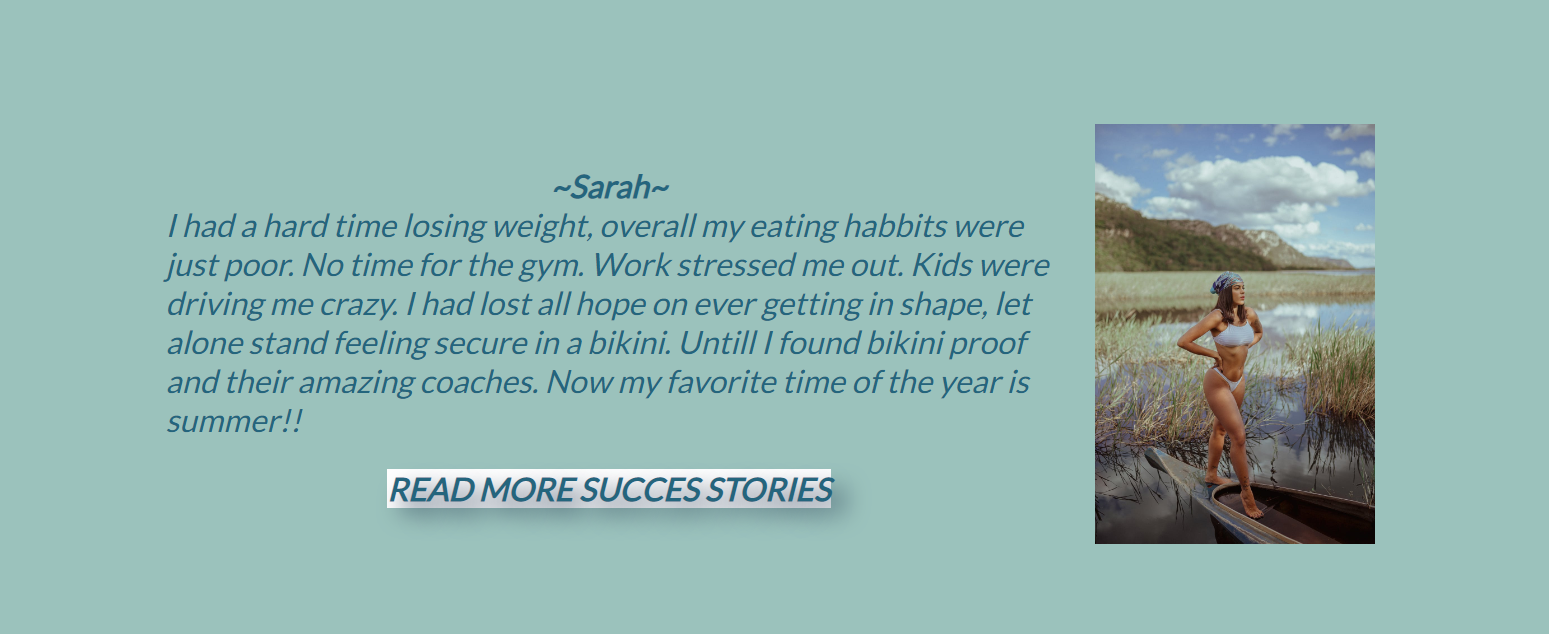 ~Sarah~
I had a hard time losing weight, overall my eating habbits were
just poor. No time for the gym. Work stressed me out. Kids were
driving me crazy. I had lost all hope on ever getting in shape, let
alone stand feeling secure in a bikini. Untill I found bikini proof
and their amazing coaches. Now my favorite time of the year is
summer!!
READ MORE SUCCES STORIES